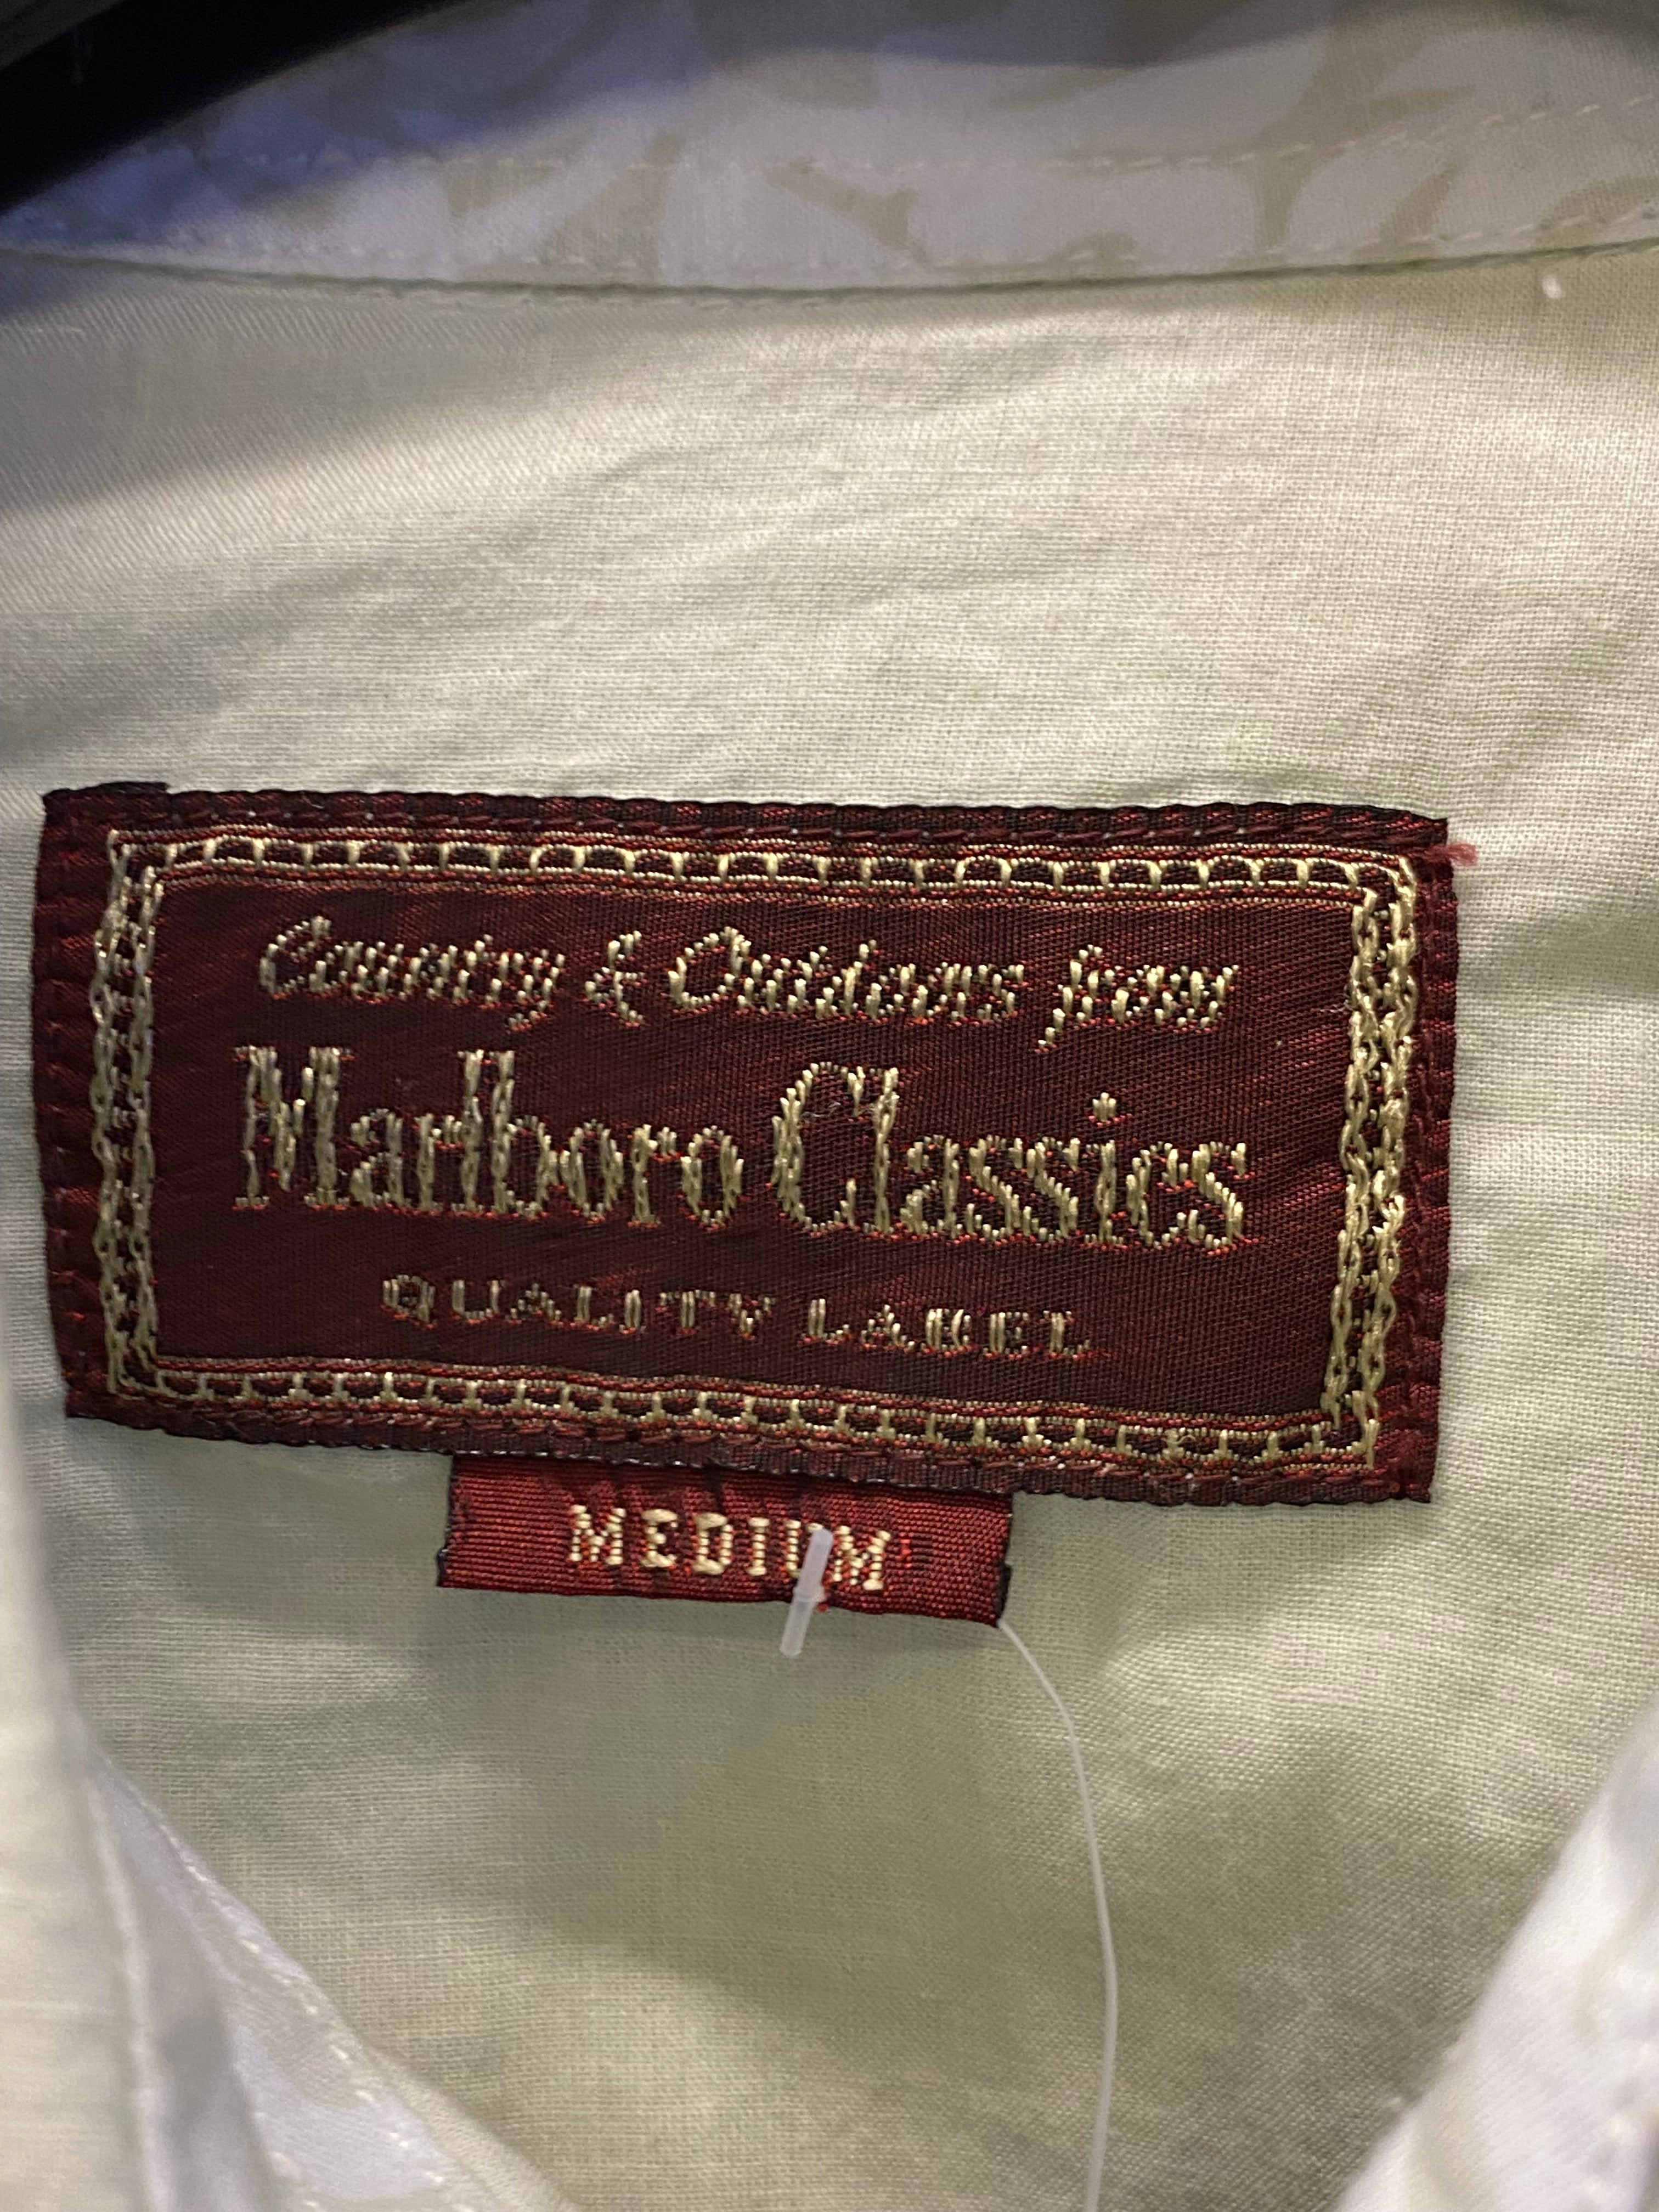 Country & Outdoors from
Marlboro Classics
QUALITY LABEL
MEDIUM